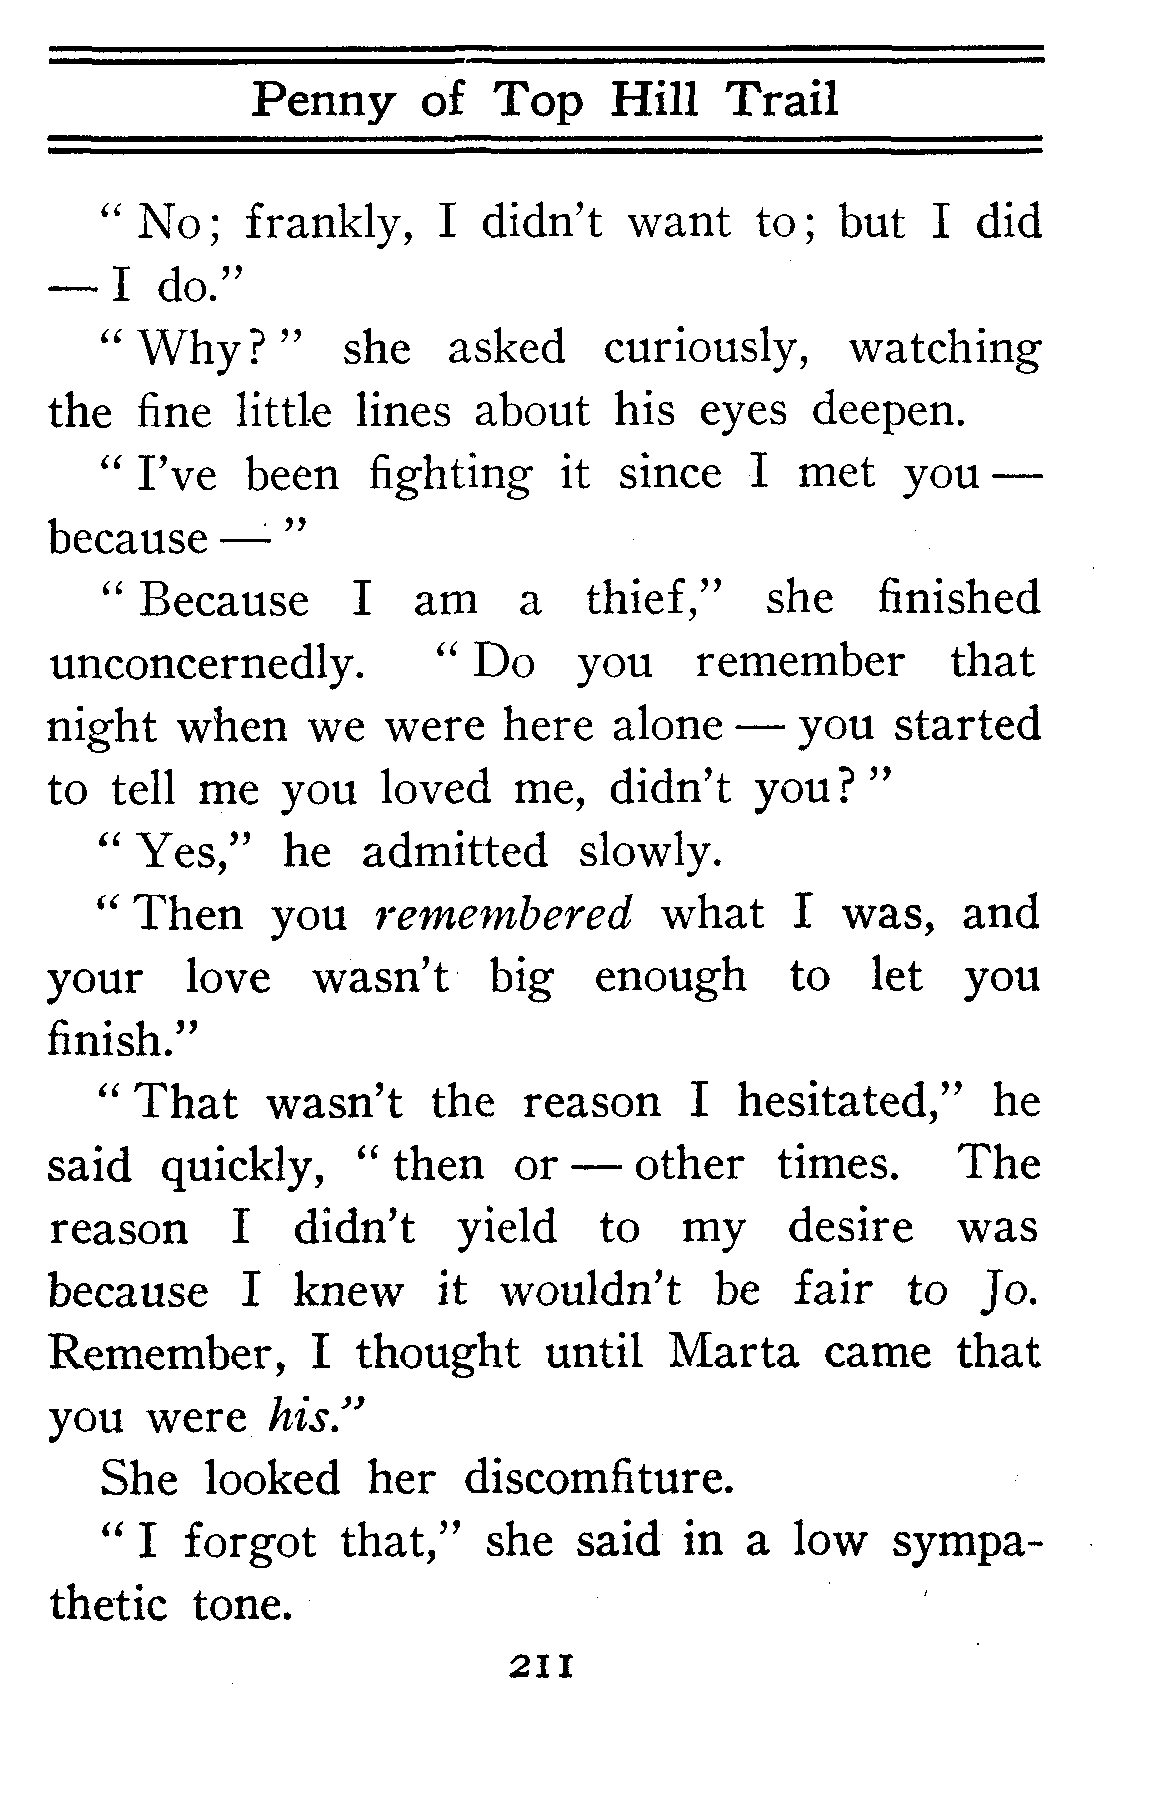 Penny of Top Hill Trail
“ No; frankly, I didn’t want to; but I did
— I do.”
“ Why? ” she asked curiously, watching
the fine little lines about his eyes deepen.
“ I’ve been fighting it since I met you —
because — ”
“ Because I am a thief,” she finished
unconcernedly. “ Do you remember that
night when we were here alone — you started
to tell me you loved me, didn’t you? ”
“ Yes,” he admitted slowly.
“ Then you remembered what I was, and
your love wasn’t big enough to let you
finish.”
“ That wasn’t the reason I hesitated,” he
said quickly, “ then or — other times. The
reason I didn’t yield to my desire was
because I knew it wouldn’t be fair to Jo.
Remember, I thought until Marta came that
you were his.”
She looked her discomfiture.
“ I forgot that,” she said in a low sympa-
thetic tone.
211